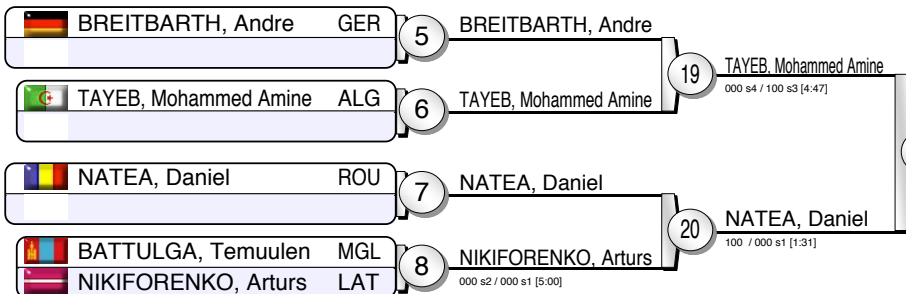 BREITBARTH, Andre GER
5
BREITBARTH, Andre
TAYEB, Mohammed Amine ALG
6
TAYEB, Mohammed Amine
19
TAYEB, Mohammed Amine
000 s4 / 100 s3 [4:47]
NATEA, Daniel ROU
7
NATEA, Daniel
BATTULGA, Temuulen MGL
NIKIFORENKO, Arturs LAT
8
NIKIFORENKO, Arturs
000 s2 / 000 s1 [5:00]
20
NATEA, Daniel
100 / 000 s1 [1:31]